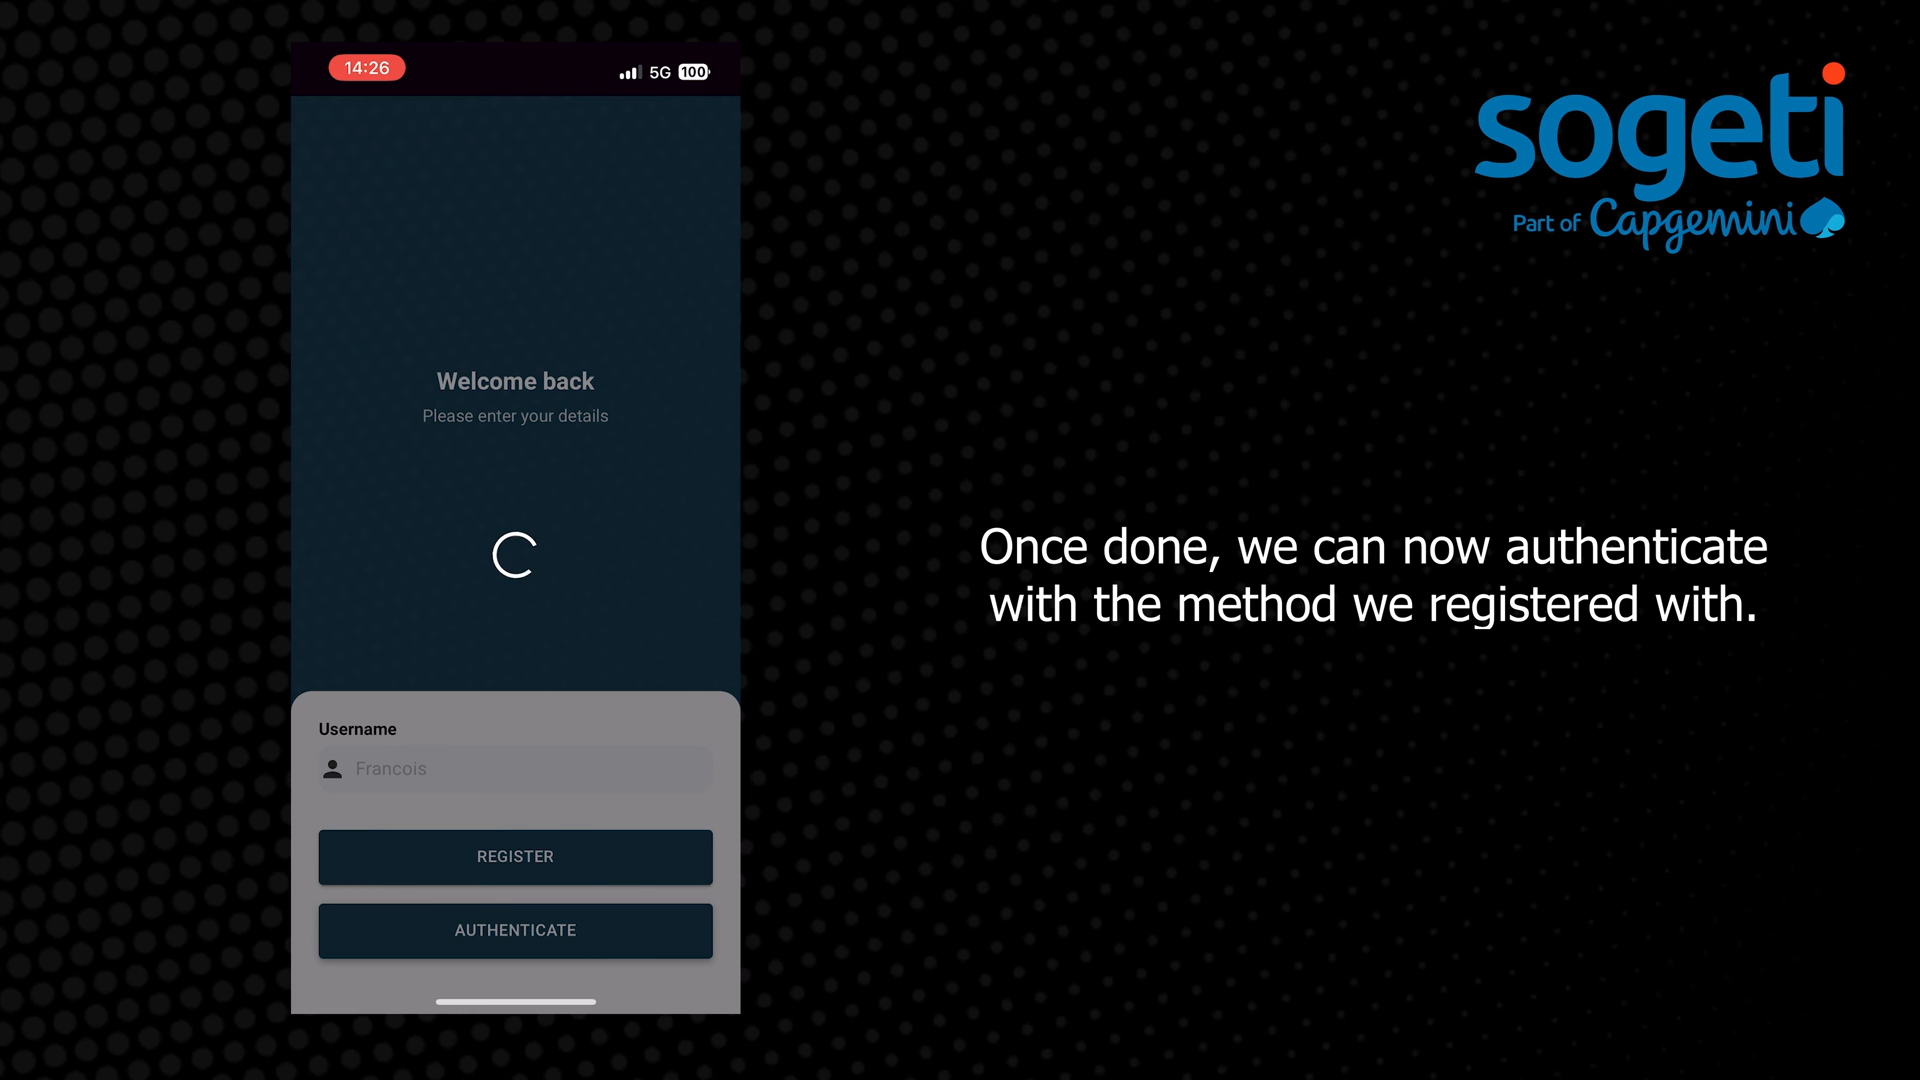 14:26
5G 100
Welcome back
Please enter your details
Username
Francois
REGISTER
AUTHENTICATE
sogeti
Part of Capgemini
Once done, we can now authenticate
with the method we registered with.